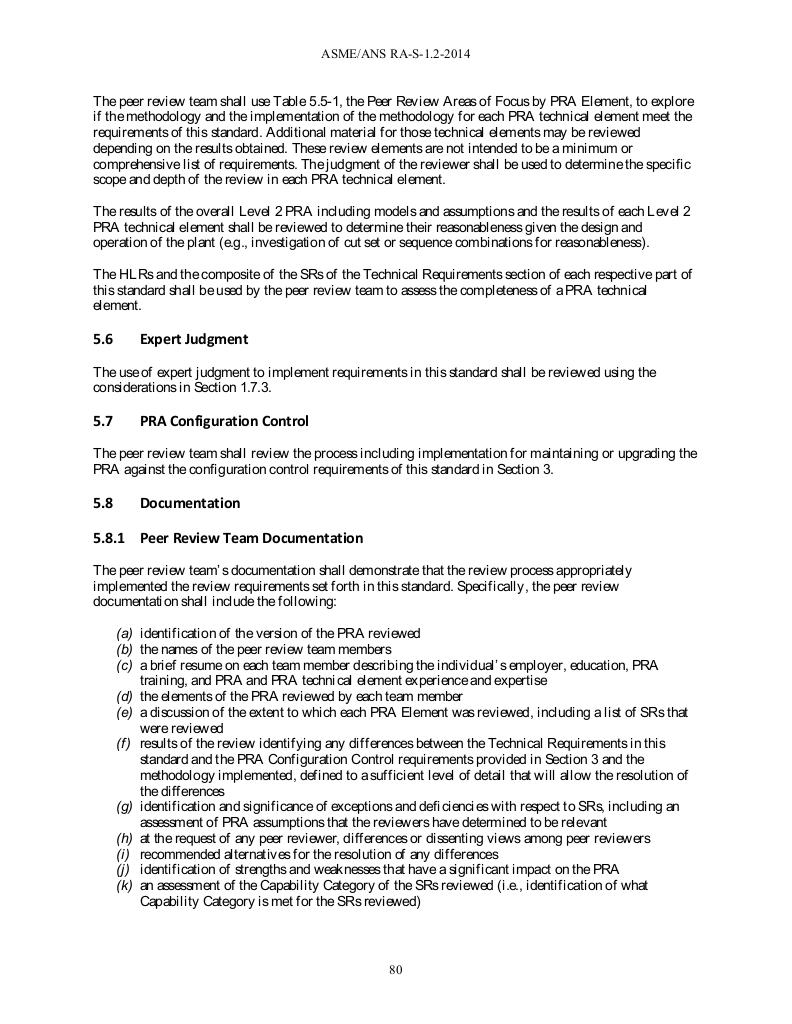 ASME/ANS RA-S-1.2-2014
The peer review team shall use Table 5.5-1, the Peer Review Areas of Focus by PRA Element, to explore
if the methodology and the implementation of the methodology for each PRA technical element meet the
requirements of this standard. Additional material for those technical elements may be reviewed
depending on the results obtained. These review elements are not intended to be a minimum or
comprehensive list of requirements. The judgment of the reviewer shall be used to determine the specific
scope and depth of the review in each PRA technical element.
The results of the overall Level 2 PRA including models and assumptions and the results of each Level 2
PRA technical element shall be reviewed to determine their reasonableness given the design and
operation of the plant (e.g., investigation of cut set or sequence combinations for reasonableness).
The HLRs and the composite of the SRs of the Technical Requirements section of each respective part of
this standard shall be used by the peer review team to assess the completeness of a PRA technical
element.
5.6 Expert Judgment
The use of expert judgment to implement requirements in this standard shall be reviewed using the
considerations in Section 1.7.3.
5.7 PRA Configuration Control
The peer review team shall review the process including implementation for maintaining or upgrading the
PRA against the configuration control requirements of this standard in Section 3.
5.8 Documentation
5.8.1 Peer Review Team Documentation
The peer review team's documentation shall demonstrate that the review process appropriately
implemented the review requirements set forth in this standard. Specifically, the peer review
documentation shall include the following:
(a) identification of the version of the PRA reviewed
(b) the names of the peer review team members
(c) a brief resume on each team member describing the individual's employer, education, PRA
training, and PRA and PRA technical element experience and expertise
(d) the elements of the PRA reviewed by each team member
(e) a discussion of the extent to which each PRA Element was reviewed, including a list of SRs that
were reviewed
(f) results of the review identifying any differences between the Technical Requirements in this
standard and the PRA Configuration Control requirements provided in Section 3 and the
methodology implemented, defined to a sufficient level of detail that will allow the resolution of
the differences
(g) identification and significance of exceptions and deficiencies with respect to SRs, including an
assessment of PRA assumptions that the reviewers have determined to be relevant
(h) at the request of any peer reviewer, differences or dissenting views among peer reviewers
(i) recommended alternatives for the resolution of any differences
(j) identification of strengths and weaknesses that have a significant impact on the PRA
(k) an assessment of the Capability Category of the SRs reviewed (i.e., identification of what
Capability Category is met for the SRs reviewed)
80